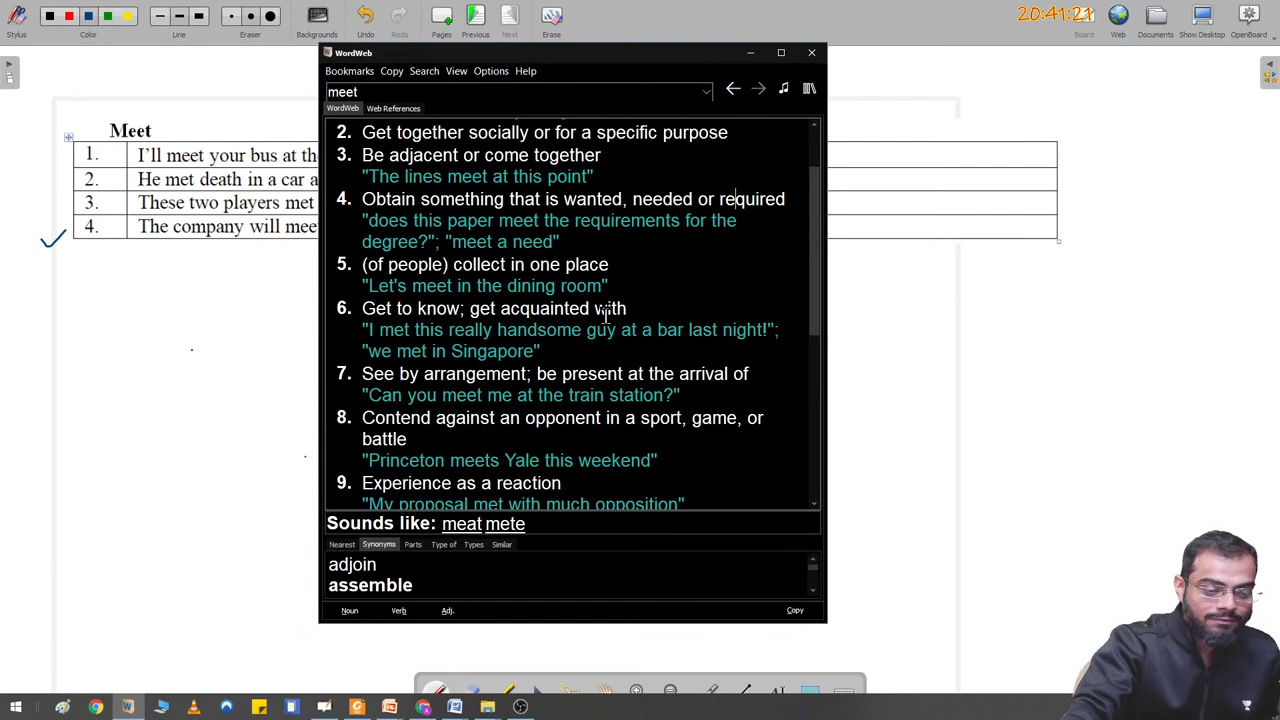 20:41:21
Stylus Color Line Eraser Backgrounds Undo Redo Pages Previous Next Erase Board Web Documents Show Desktop OpenBoard
WordWeb
Bookmarks Copy Search View Options Help
meet
WordWeb Web References
Meet
1. I'll meet your bus at the
2. He met death in a car a
3. These two players met
4. The company will mee
2. Get together socially or for a specific purpose
3. Be adjacent or come together
"The lines meet at this point"
4. Obtain something that is wanted, needed or required
"does this paper meet the requirements for the
degree?"; "meet a need"
5. (of people) collect in one place
"Let's meet in the dining room"
6. Get to know; get acquainted with
"I met this really handsome guy at a bar last night!";
"we met in Singapore"
7. See by arrangement; be present at the arrival of
"Can you meet me at the train station?"
8. Contend against an opponent in a sport, game, or
battle
"Princeton meets Yale this weekend"
9. Experience as a reaction
"My proposal met with much opposition"
Sounds like: meat mete
Nearest Synonyms Parts Type of Types Similar
adjoin
assemble
Noun Verb Adj. Copy